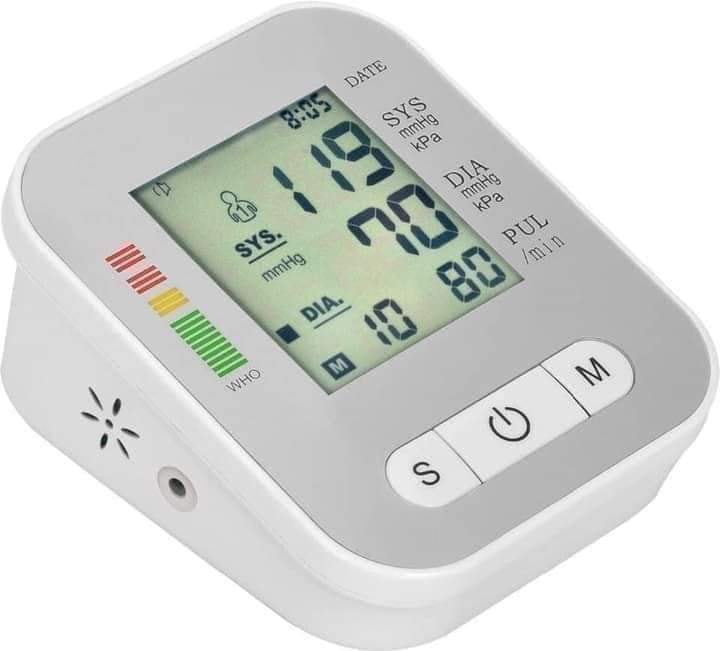 8:05
DATE
119
SYS
mmHg
kPa
1
SYS.
mmHg
70
DIA
mmHg
kPa
DIA.
M
10
80
PUL
/min
WHO
S
M